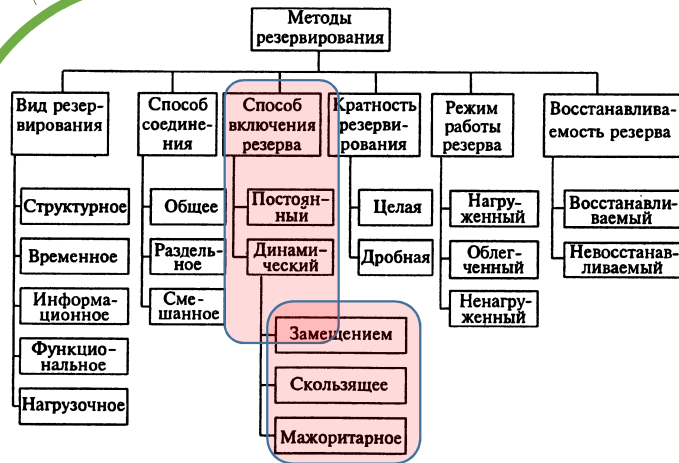 Методы
резервирования
Вид резер-
вирования
Структурное
Временное
Информа-
ционное
Функцио-
нальное
Нагрузочное
Способ
соедине-
ния
Общее
Раздель-
ное
Сме-
шанное
Способ
включения
резерва
Постоян-
ный
Динами-
ческий
Замещением
Скользящее
Мажоритарное
Кратность
резерви-
рования
Целая
Дробная
Режим
работы
резерва
Нагру-
женный
Облег-
ченный
Ненагру-
женный
Восстанавлива-
емость резерва
Восстанавли-
ваемый
Невосстанав-
ливаемый